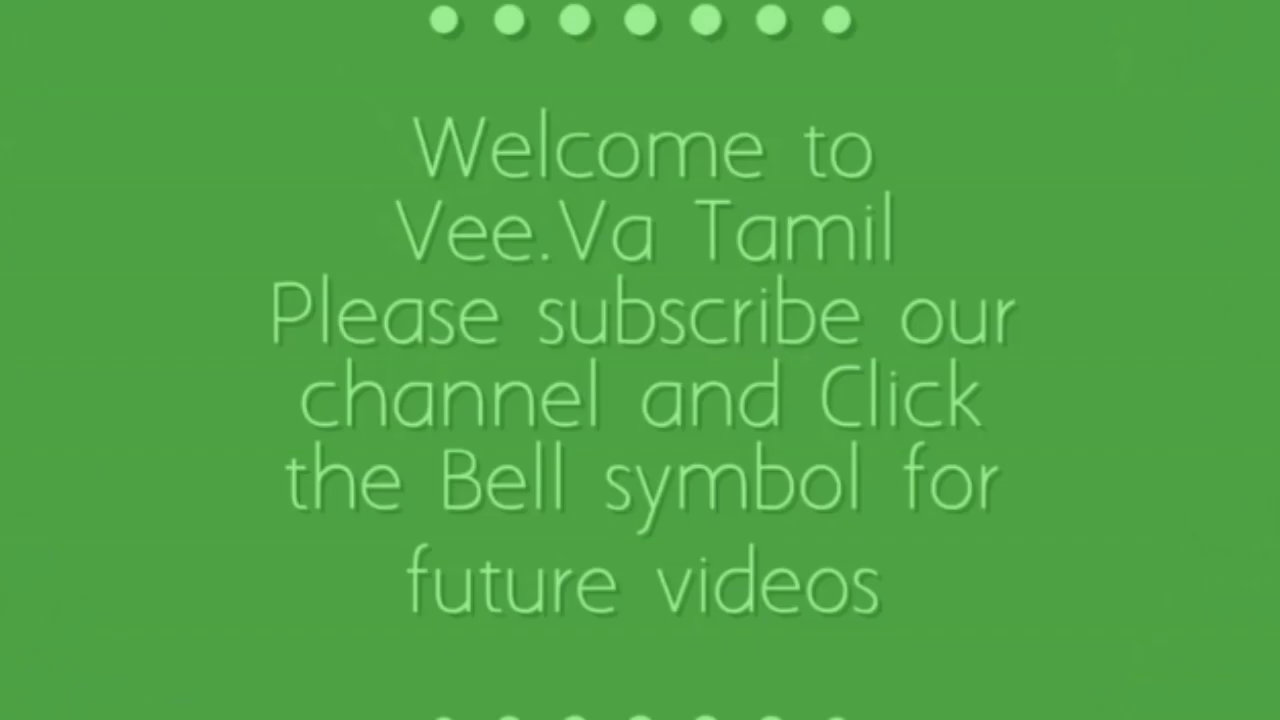 Welcome to
Vee.Va Tamil
Please subscribe our
channel and Click
the Bell symbol for
future videos